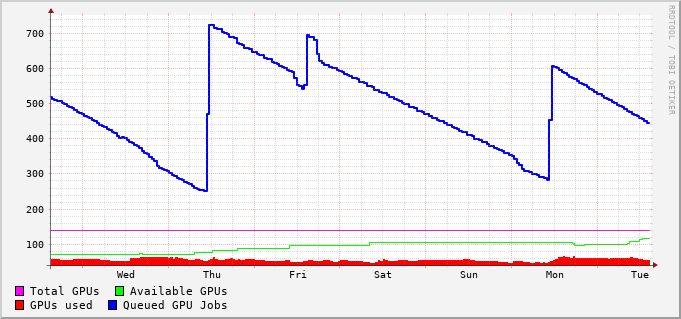 RRDTOOL / TOBI OETIKER
700
600
500
400
300
200
100
Wed Thu Fri Sat Sun Mon Tue
Total GPUs Available GPUs
GPUs used Queued GPU Jobs